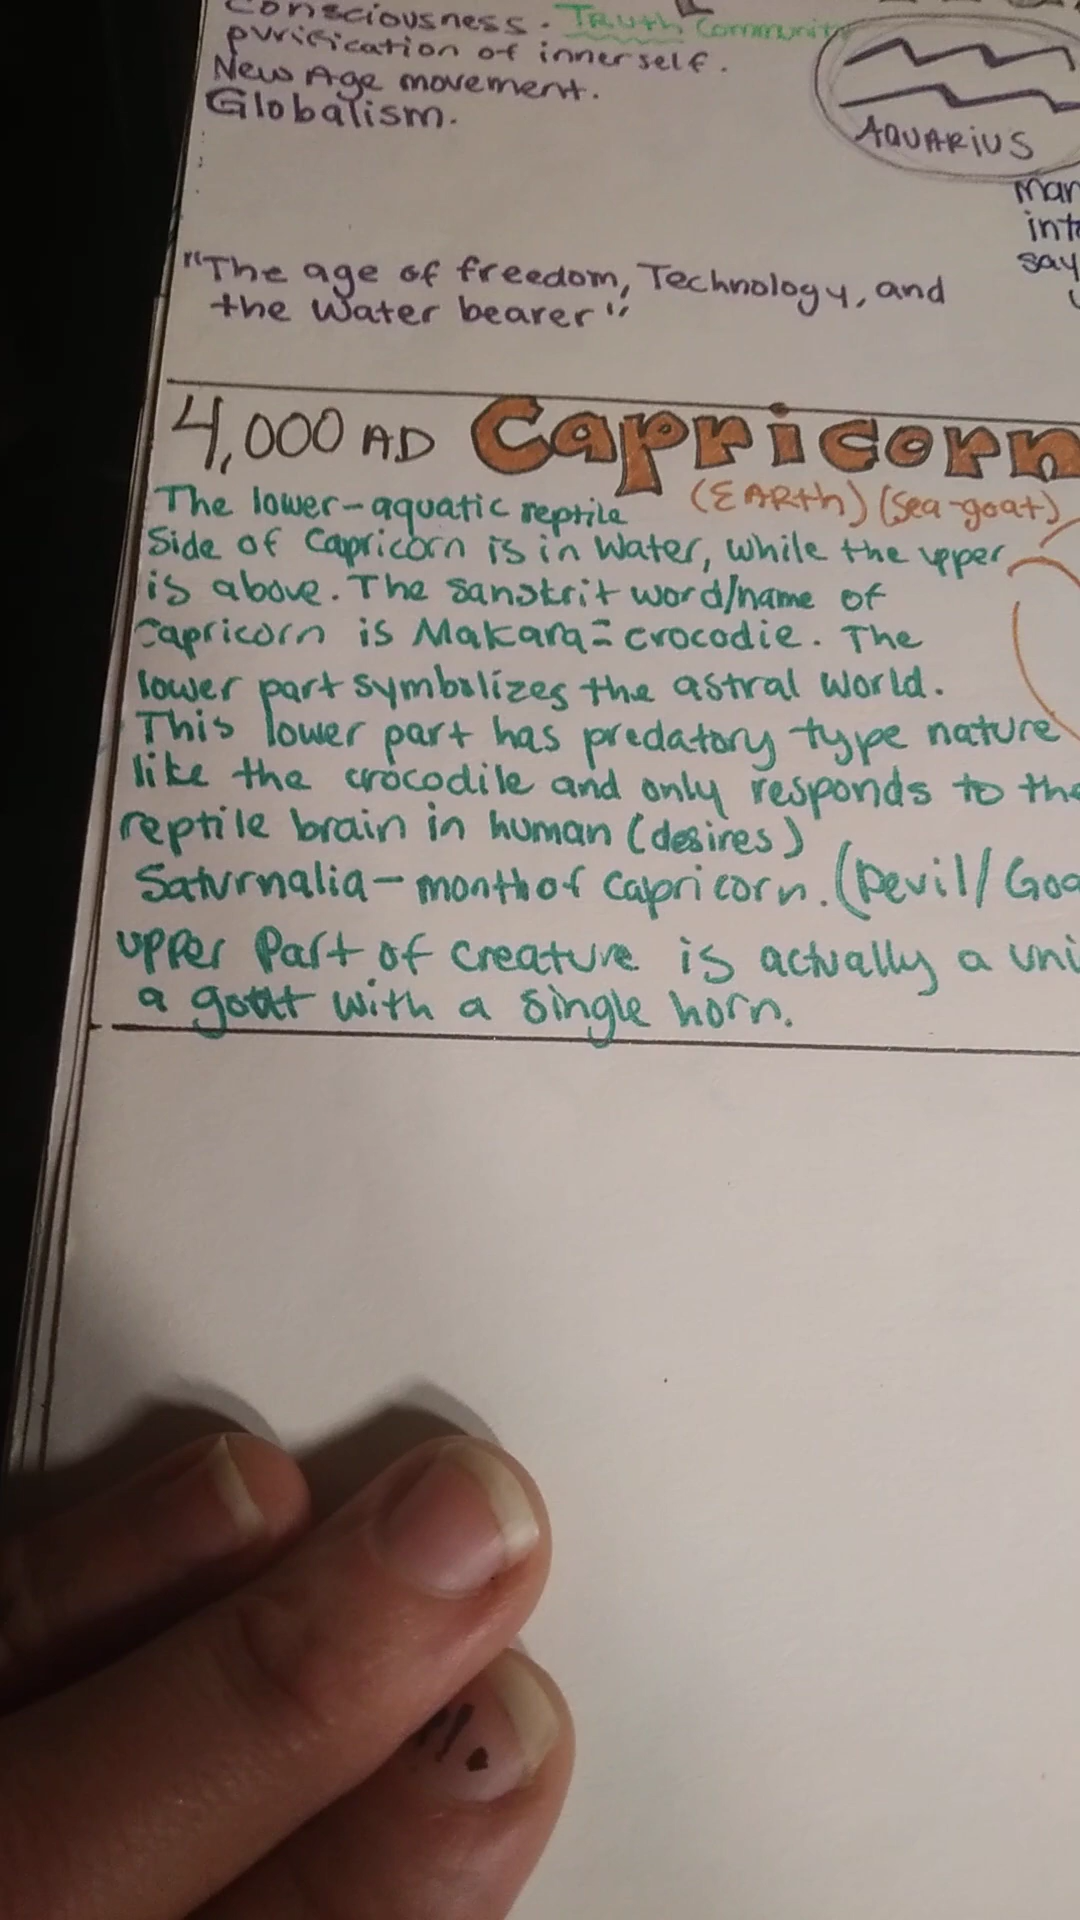 consciousness. Truth Community
purification of innerself.
New Age movement.
Globalism.
AQUARIUS
int
say
"The age of freedom, Technology, and
the Water bearer"
4,000 AD Capricorn
(EARth) (Sea-goat)
The lower-aquatic reptile
Side of Capricorn is in Water, while the upper
is above. The Sanskrit word/name of
Capricorn is Makara = crocodie. The
lower part symbolizes the astral world.
This lower part has predatory type nature
like the crocodile and only responds to the
reptile brain in human (desires)
Saturnalia - month of Capricorn. (Devil/
upper Part of Creature is actually a
a goat with a single horn.